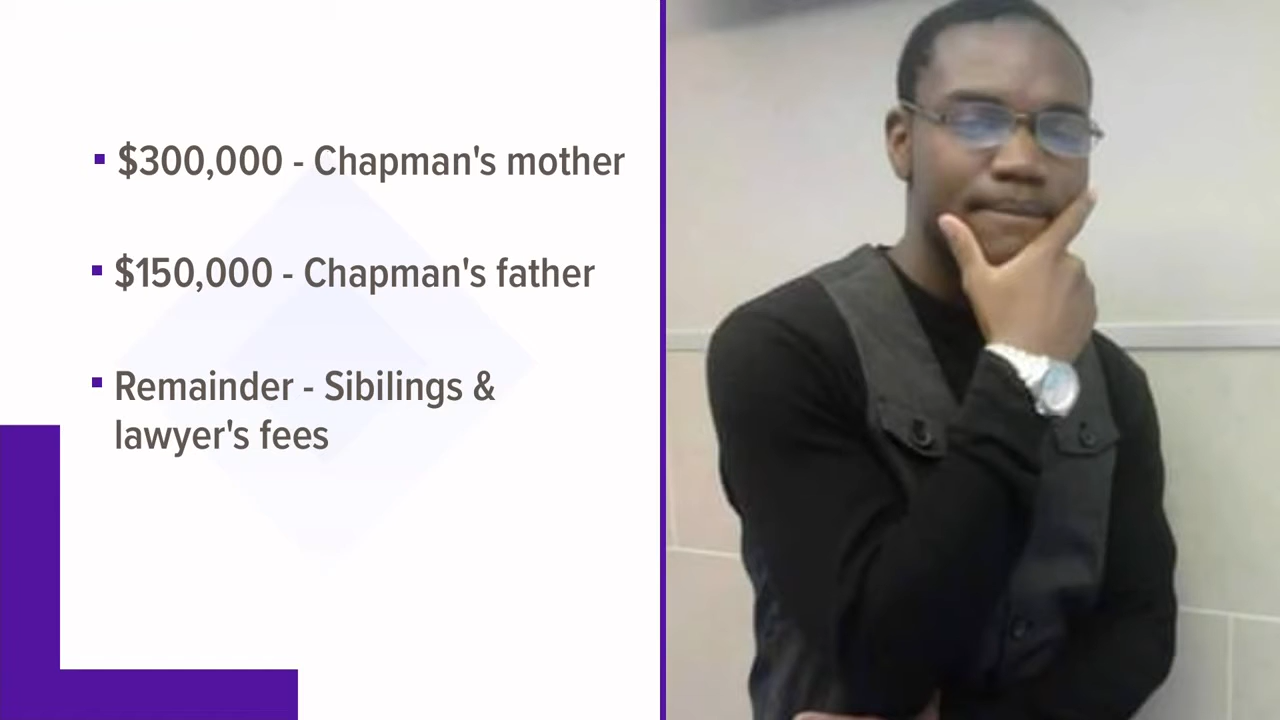 $300,000 - Chapman's mother
$150,000 - Chapman's father
Remainder - Sibilings &
lawyer's fees